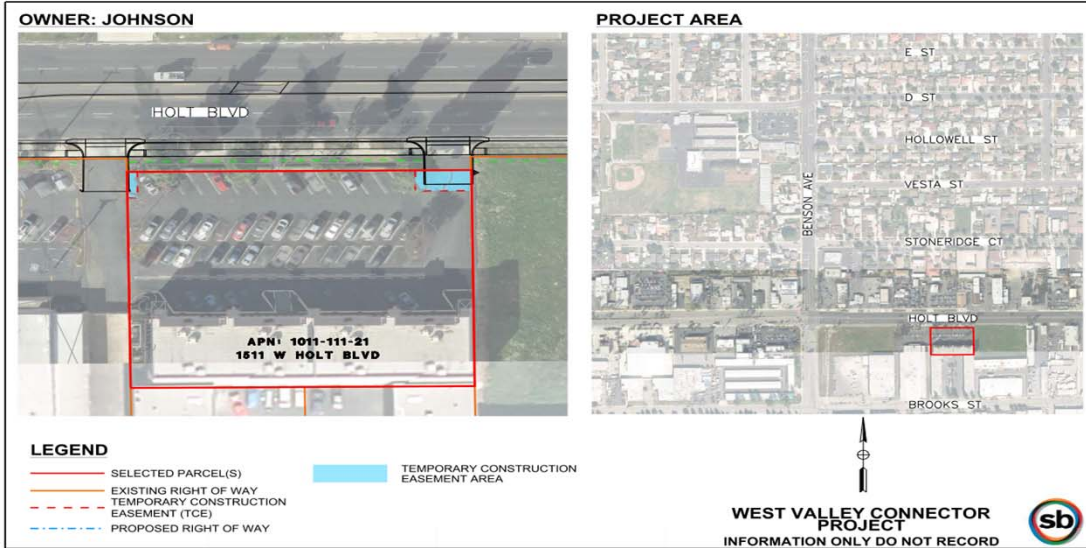 OWNER: JOHNSON
HOLT BLVD
APN: 1011-111-21
1511 W HOLT BLVD
PROJECT AREA
E ST
D ST
HOLLOWELL ST
VESTA ST
BENSON AVE
STONERIDGE CT
HOLT BLVD
BROOKS ST
LEGEND
SELECTED PARCEL(S)
EXISTING RIGHT OF WAY
TEMPORARY CONSTRUCTION
EASEMENT (TCE)
PROPOSED RIGHT OF WAY
TEMPORARY CONSTRUCTION
EASEMENT AREA
WEST VALLEY CONNECTOR
PROJECT
INFORMATION ONLY DO NOT RECORD
sb